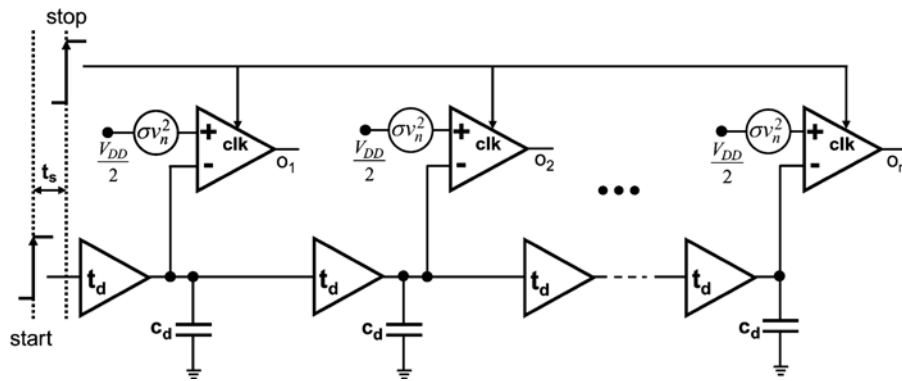 stop
σv_n^2
V_DD/2
+
-
clk
o_1
σv_n^2
V_DD/2
+
-
clk
o_2
σv_n^2
V_DD/2
+
-
clk
t_s
t_d
t_d
t_d
t_d
c_d
c_d
c_d
start